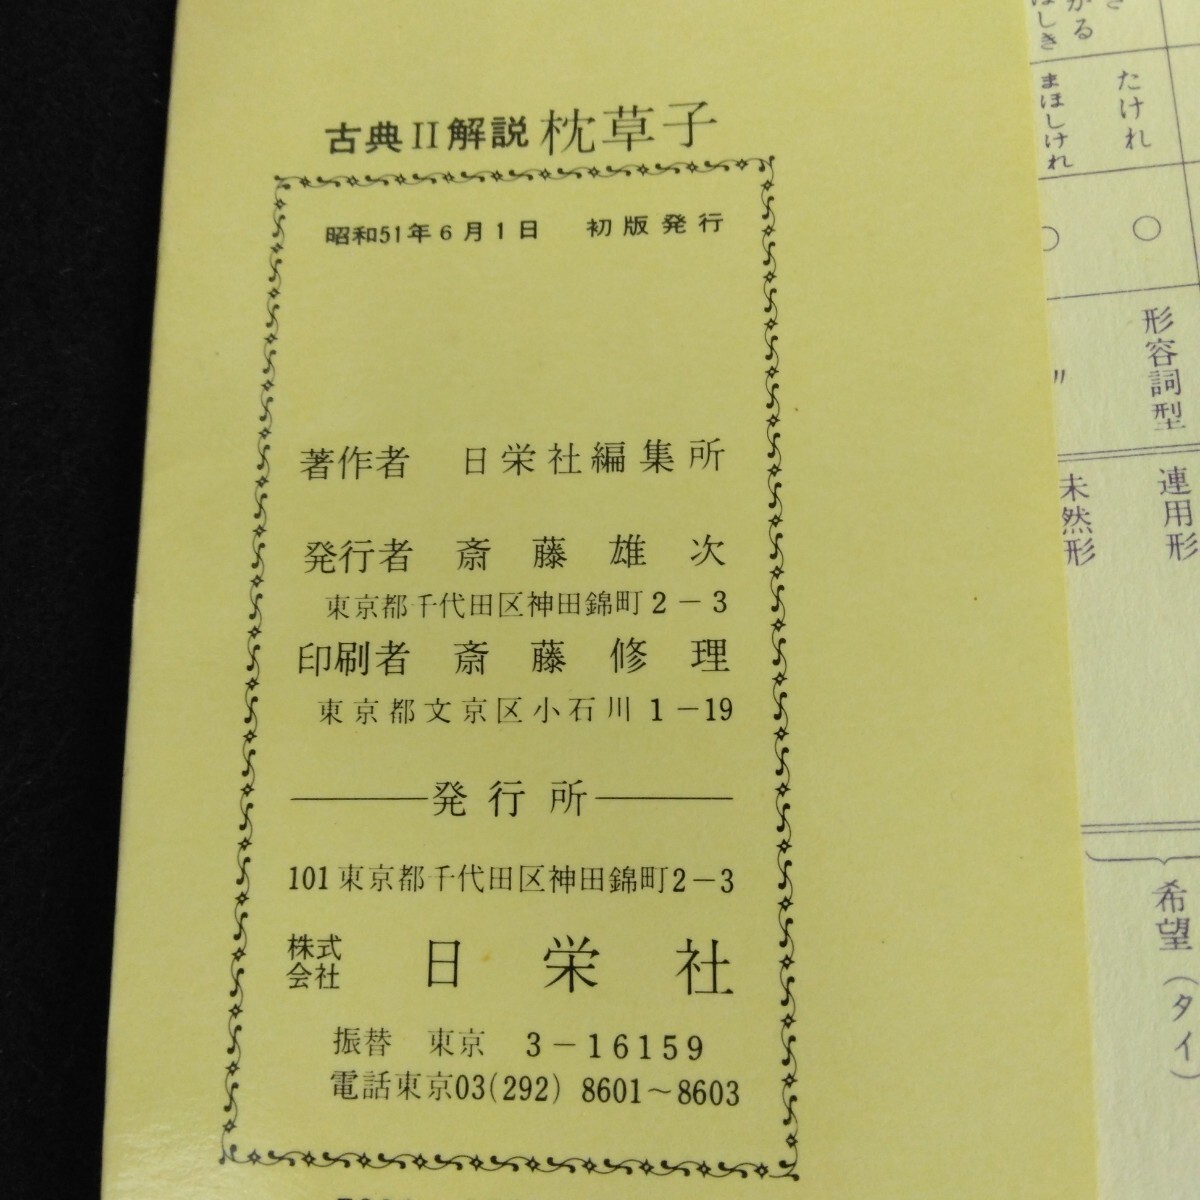 古典II解説 枕草子
昭和51年6月1日 初版発行
著作者 日栄社編集所
発行者 斎藤雄次
東京都千代田区神田錦町2-3
印刷者 斎藤修理
東京都文京区小石川1-19
発行所
101東京都千代田区神田錦町2-3
株式会社 日栄社
振替 東京 3-16159
電話東京03(292) 8601~8603
たけれ
○
形容詞型
連用形
希望(タイ)
まほしけれ
○
〃
未然形